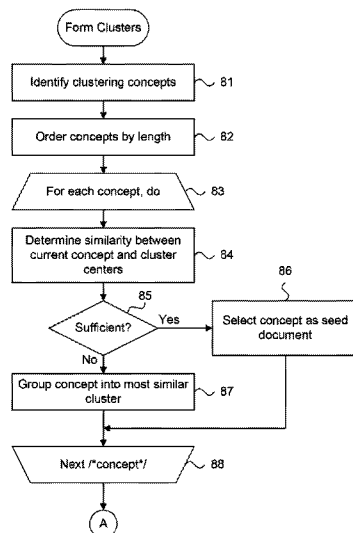 Form Clusters
Identify clustering concepts
81
Order concepts by length
82
For each concept, do
83
Determine similarity between
current concept and cluster
centers
84
85
Sufficient?
Yes
No
86
Select concept as seed
document
Group concept into most similar
cluster
87
Next /*concept*/
88
A